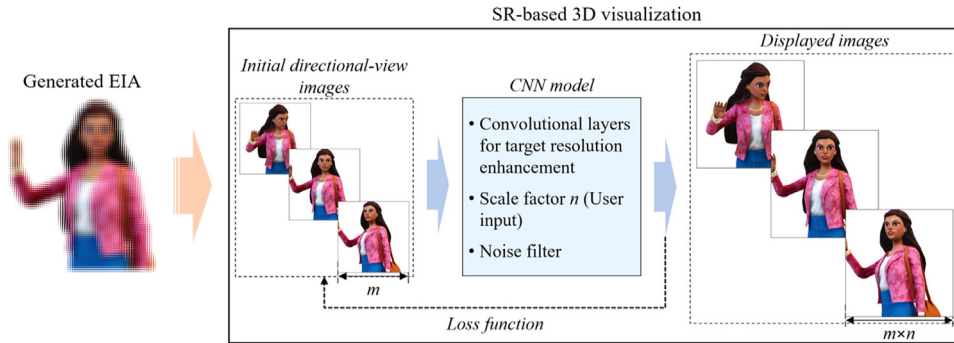 SR-based 3D visualization
Generated EIA
Initial directional-view
images
CNN model
• Convolutional layers
for target resolution
enhancement
• Scale factor n (User
input)
• Noise filter
Displayed images
m
Loss function
m×n